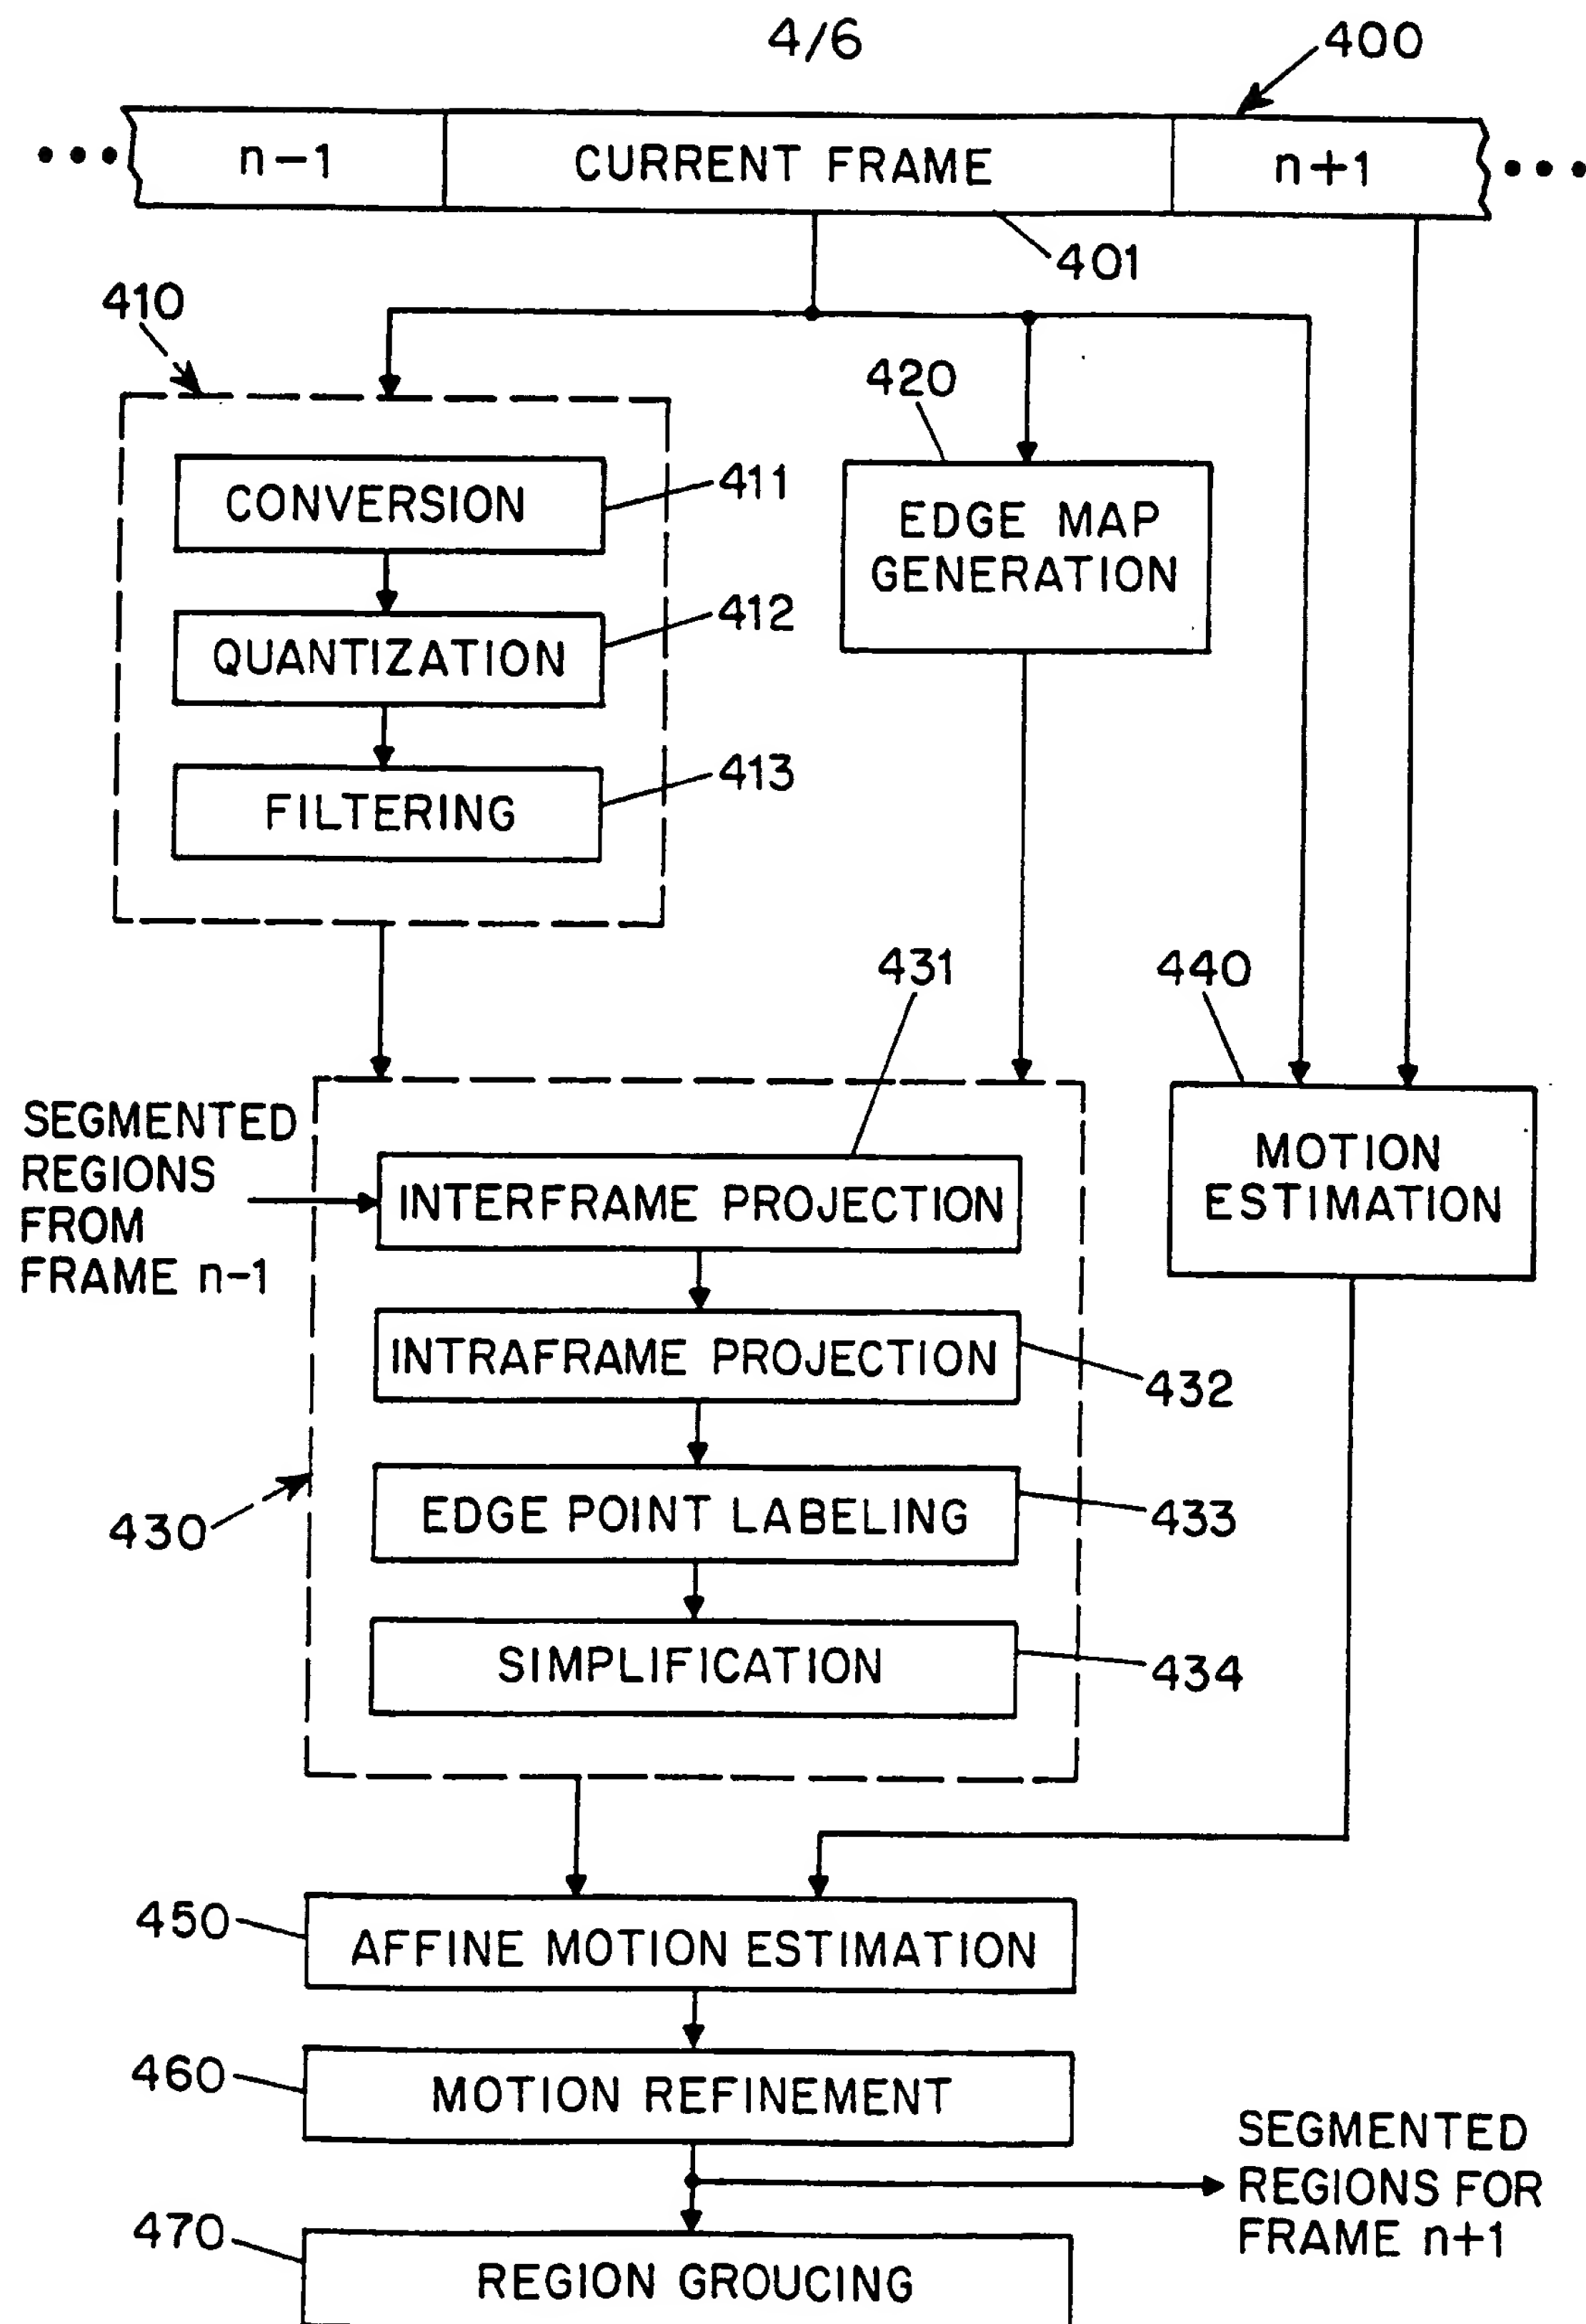 4/6
400
••• n-1 CURRENT FRAME n+1 •••
401
410
420
CONVERSION
411
EDGE MAP
GENERATION
QUANTIZATION
412
FILTERING
413
431
440
SEGMENTED
REGIONS
FROM
FRAME n-1
INTERFRAME PROJECTION
MOTION
ESTIMATION
INTRAFRAME PROJECTION
432
430
EDGE POINT LABELING
433
SIMPLIFICATION
434
450
AFFINE MOTION ESTIMATION
460
MOTION REFINEMENT
SEGMENTED
REGIONS FOR
FRAME n+1
470
REGION GROUCING